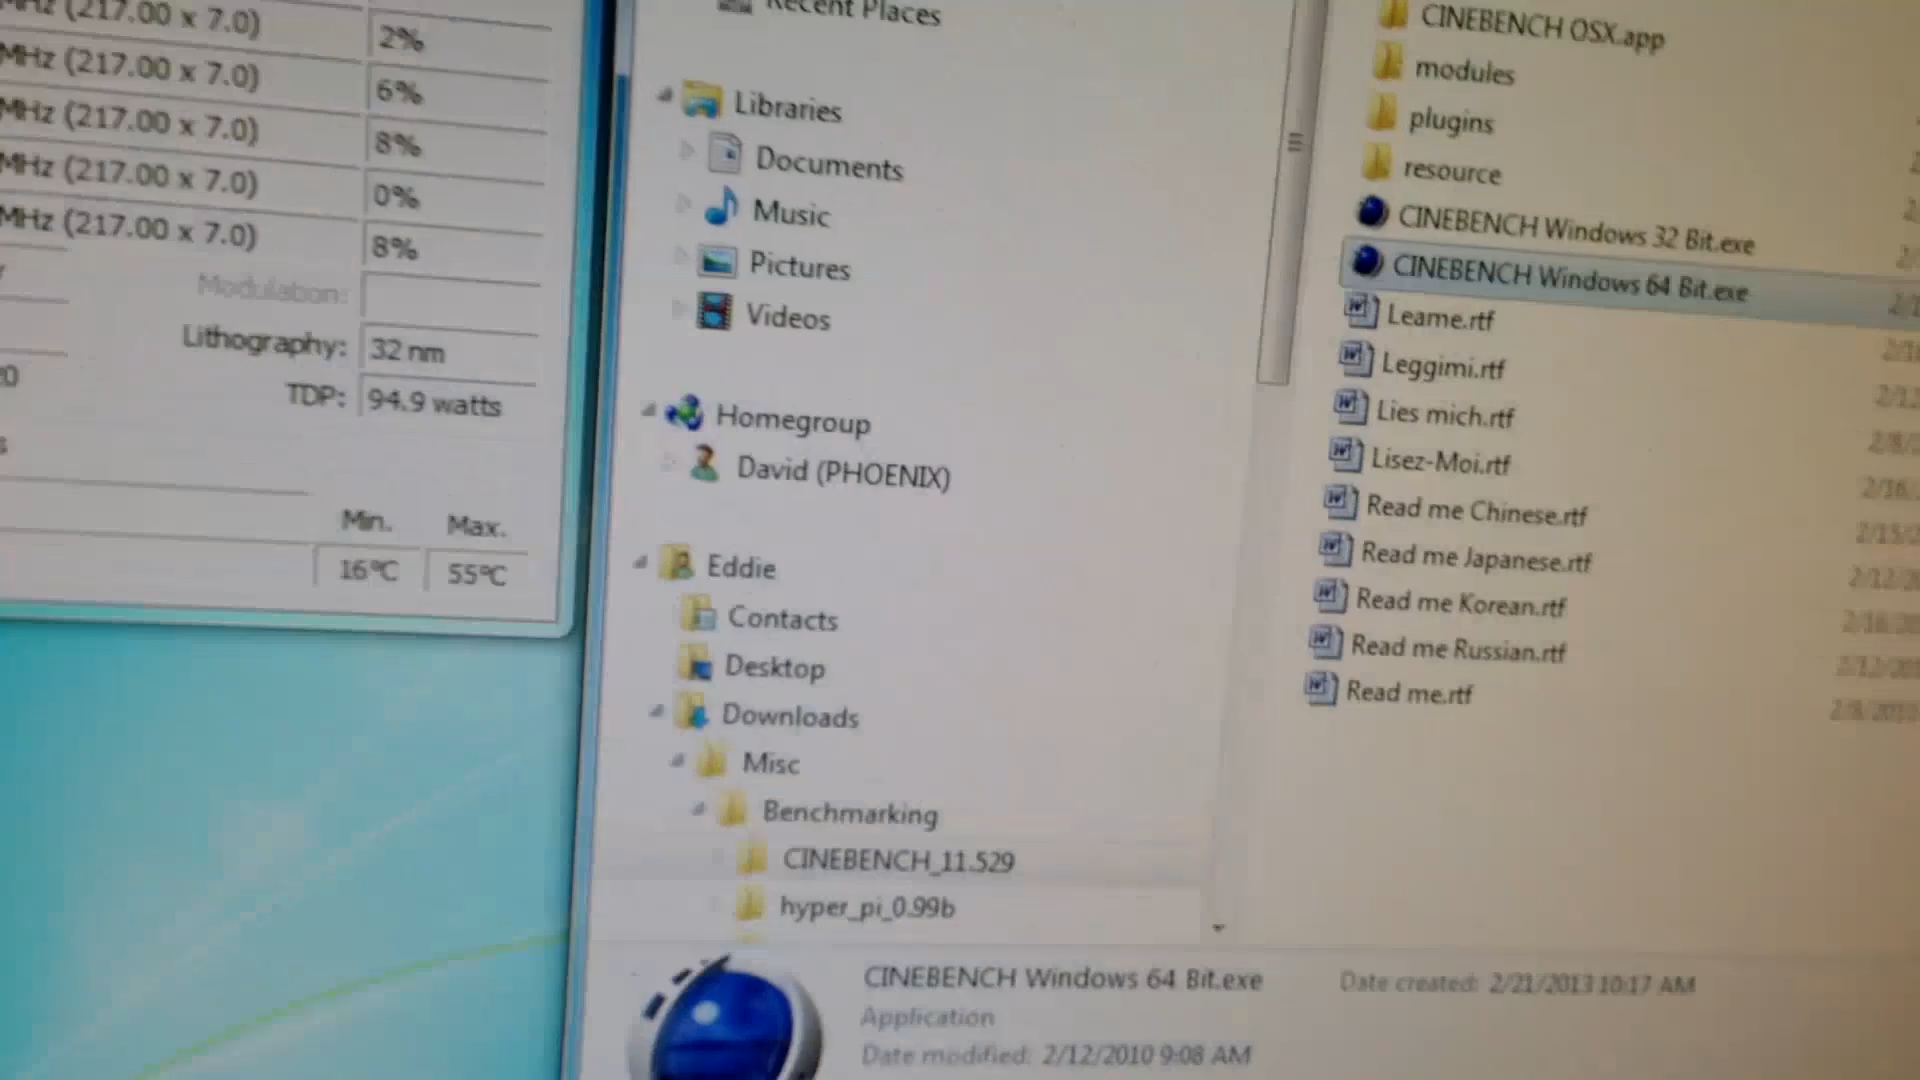 MHz (217.00 x 7.0) 2%
MHz (217.00 x 7.0) 6%
MHz (217.00 x 7.0) 8%
MHz (217.00 x 7.0) 0%
MHz (217.00 x 7.0) 8%
Modulation:
Lithography: 32 nm
TDP: 94.9 watts
Min. Max.
16°C 55°C
Recent Places
Libraries
Documents
Music
Pictures
Videos
Homegroup
David (PHOENIX)
Eddie
Contacts
Desktop
Downloads
Misc
Benchmarking
CINEBENCH_11.529
hyper_pi_0.99b
CINEBENCH OSX.app
modules
plugins
resource
CINEBENCH Windows 32 Bit.exe
CINEBENCH Windows 64 Bit.exe
Leame.rtf
Leggimi.rtf
Lies mich.rtf
Lisez-Moi.rtf
Read me Chinese.rtf
Read me Japanese.rtf
Read me Korean.rtf
Read me Russian.rtf
Read me.rtf
CINEBENCH Windows 64 Bit.exe Date created: 2/21/2013 10:17 AM
Application
Date modified: 2/12/2010 9:08 AM